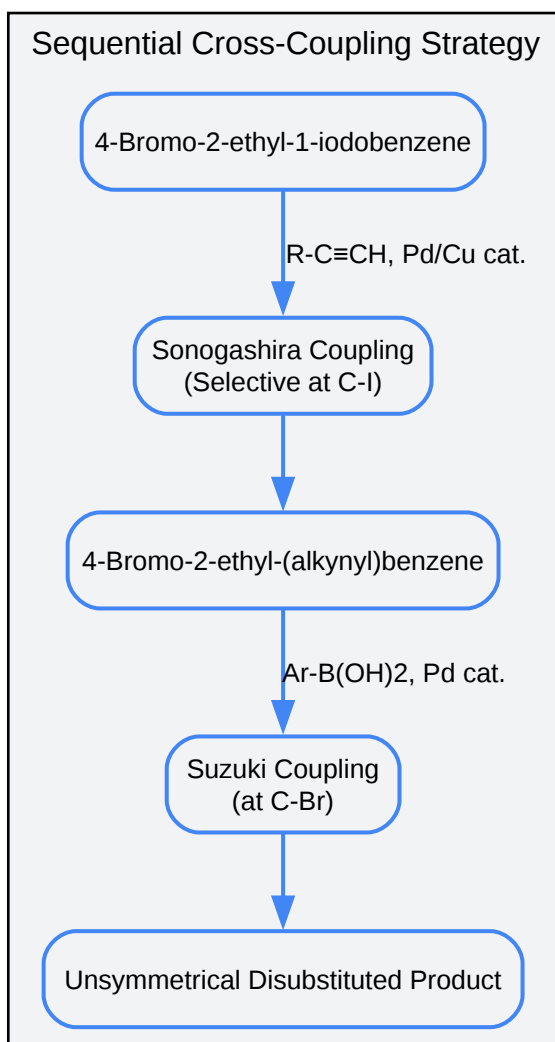 Sequential Cross-Coupling Strategy
4-Bromo-2-ethyl-1-iodobenzene
R-C≡CH, Pd/Cu cat.
Sonogashira Coupling
(Selective at C-I)
4-Bromo-2-ethyl-(alkynyl)benzene
Ar-B(OH)2, Pd cat.
Suzuki Coupling
(at C-Br)
Unsymmetrical Disubstituted Product